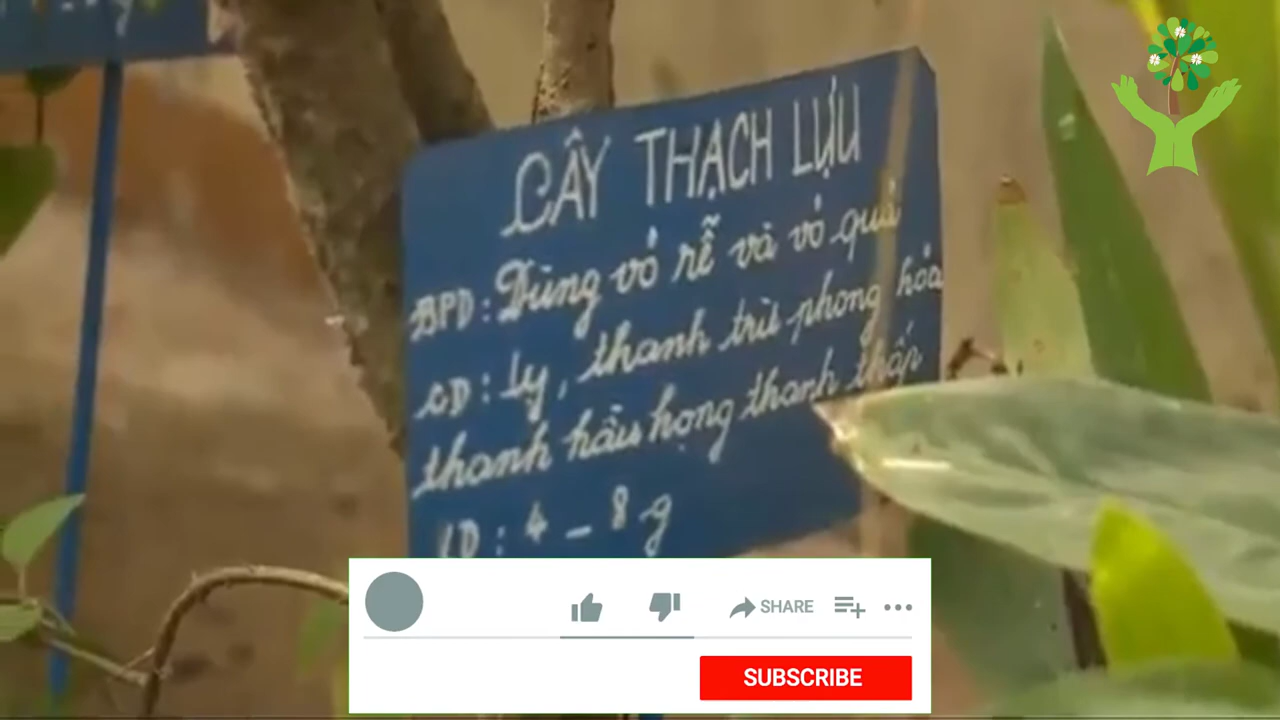 CÂY THẠCH LỰU
BPD: Dùng vỏ rễ và vỏ quả
CD: Lỵ, thanh trừ phong hỏa
thanh hầu họng thanh thấp
LD: 4 - 8 g
SHARE
SUBSCRIBE